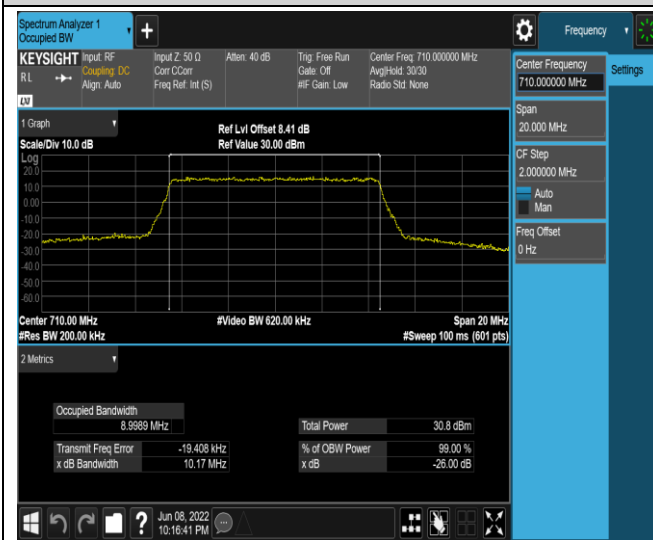 Spectrum Analyzer 1
Occupied BW
+
Frequency
KEYSIGHT
RL
LXI
Input: RF
Coupling: DC
Align: Auto
Input Z: 50 Ω
Corr CCorr
Freq Ref: Int (S)
Atten: 40 dB
Trig: Free Run
Gate: Off
#IF Gain: Low
Center Freq: 710.000000 MHz
Avg|Hold: 30/30
Radio Std: None
Center Frequency
710.000000 MHz
Settings
Span
20.000 MHz
CF Step
2.000000 MHz
Auto
Man
Freq Offset
0 Hz
1 Graph
Scale/Div 10.0 dB
Ref Lvl Offset 8.41 dB
Ref Value 30.00 dBm
Log
20.0
10.0
0.00
-10.0
-20.0
-30.0
-40.0
-50.0
-60.0
Center 710.00 MHz
#Video BW 620.00 kHz
Span 20 MHz
#Res BW 200.00 kHz
#Sweep 100 ms (601 pts)
2 Metrics
Occupied Bandwidth
8.9989 MHz
Total Power 30.8 dBm
Transmit Freq Error -19.408 kHz
% of OBW Power 99.00 %
x dB Bandwidth 10.17 MHz
x dB -26.00 dB
?
Jun 08, 2022
10:16:41 PM